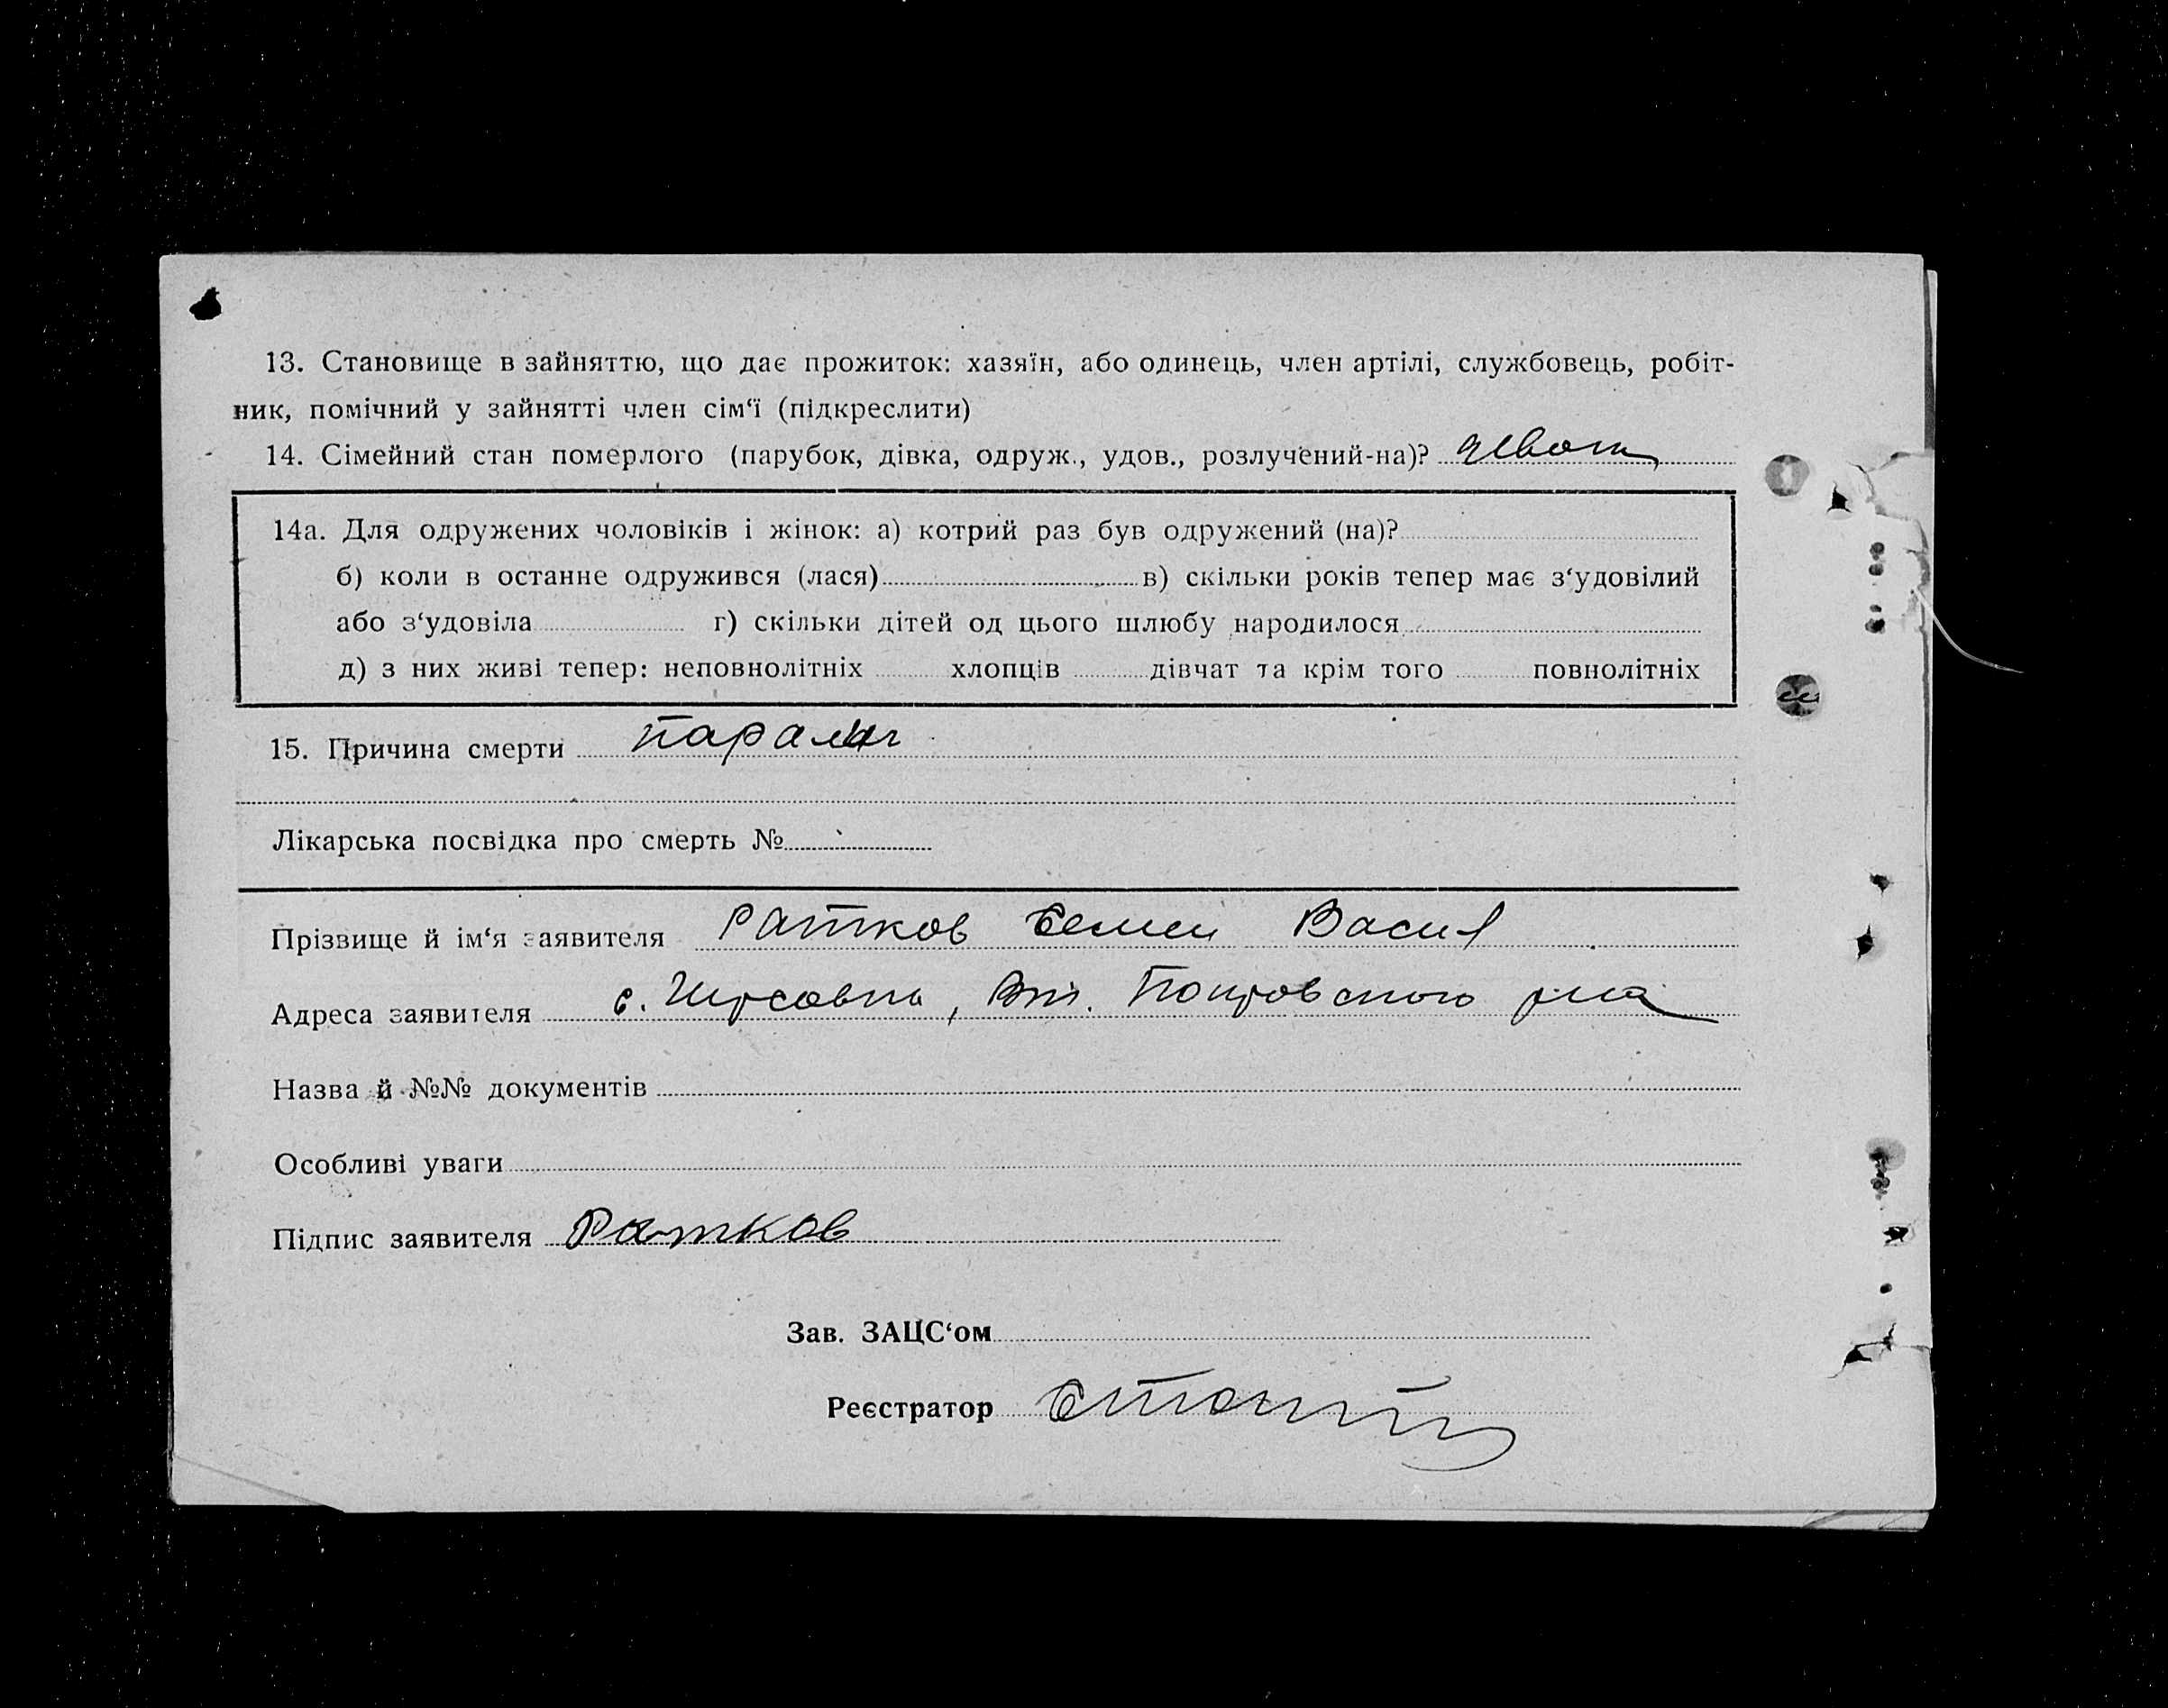 13. Становище в зайняттю, що дає прожиток: хазяїн, або одинець, член артілі, службовець, робіт-
ник, помічний у зайнятті член сім‘ї (підкреслити)
14. Сімейний стан померлого (парубок, дівка, одруж., удов., розлучений-на)?
14а. Для одружених чоловіків і жінок: а) котрий раз був одружений (на)?
б) коли в останне одружився (лася) в) скільки років тепер має з‘удовілий
або з‘удовіла г) скільки дітей од цього шлюбу народилося
д) з них живі тепер: неповнолітніх хлопців дівчат та крім того повнолітніх
15. Причина смерти парализ
Лікарська посвідка про смерть №
Прізвище й ім‘я заявителя Ратков Семен Васил
Адреса заявителя с.
Назва й №№ документів
Особливі уваги
Підпис заявителя Ратков
Зав. ЗАЦС‘ом
Реєстратор